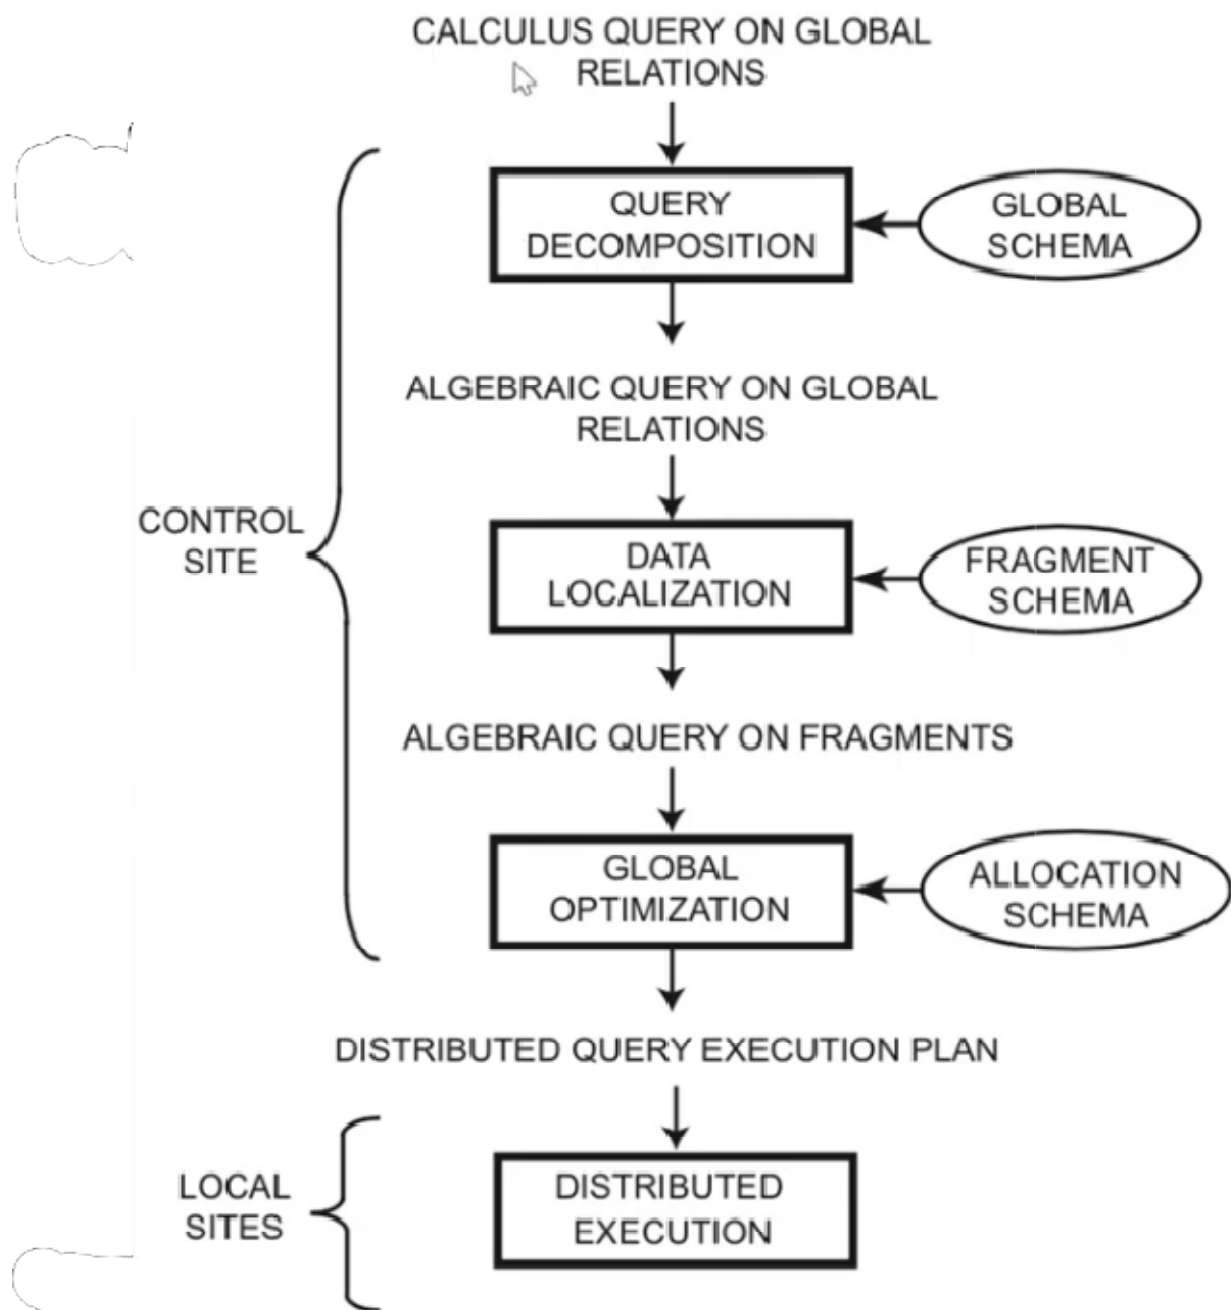 CALCULUS QUERY ON GLOBAL
RELATIONS
QUERY
DECOMPOSITION
GLOBAL
SCHEMA
ALGEBRAIC QUERY ON GLOBAL
RELATIONS
CONTROL
SITE
DATA
LOCALIZATION
FRAGMENT
SCHEMA
ALGEBRAIC QUERY ON FRAGMENTS
GLOBAL
OPTIMIZATION
ALLOCATION
SCHEMA
DISTRIBUTED QUERY EXECUTION PLAN
LOCAL
SITES
DISTRIBUTED
EXECUTION